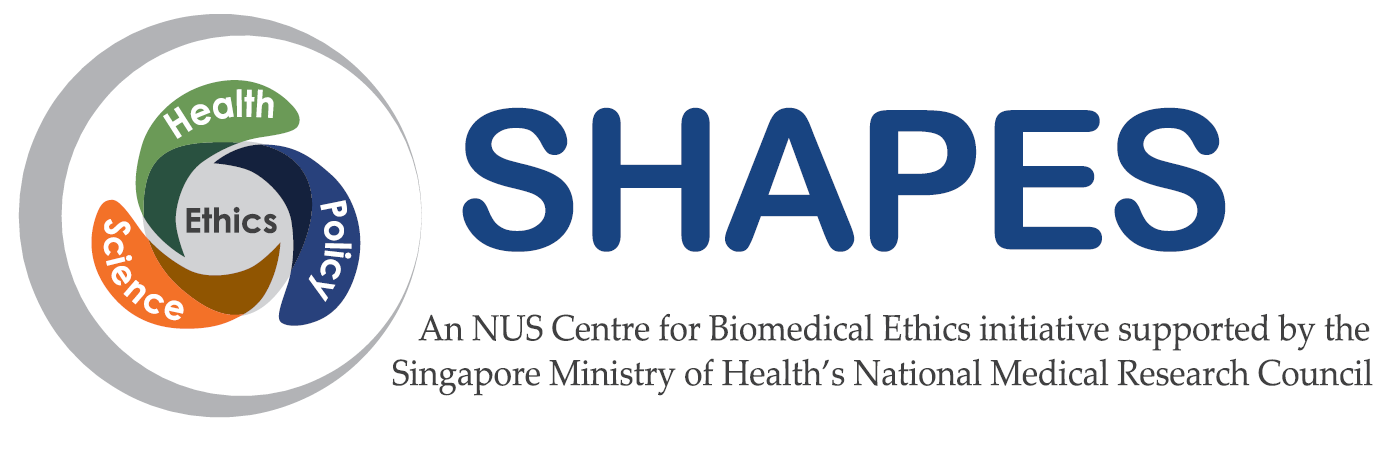 Health
Policy
Science
Ethics
SHAPES
An NUS Centre for Biomedical Ethics initiative supported by the
Singapore Ministry of Health’s National Medical Research Council